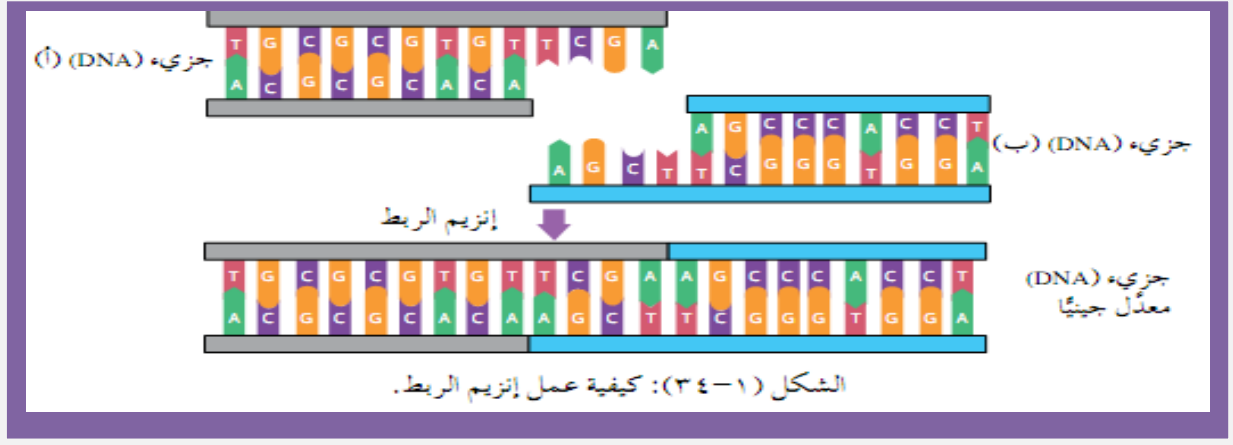 T G C G C G T G T T C G A
جزيء (DNA) (أ)
A C G C G C A C A
A G C C C A C C T
جزيء (DNA) (ب)
A G C T T C G G G T G G A
إنزيم الربط
T G C G C G T G T T C G A A G C C C A C C T
جزيء (DNA)
معدَّل جينيًّا
A C G C G C A C A A G C T T C G G G T G G A
الشكل (١-٣٤): كيفية عمل إنزيم الربط.